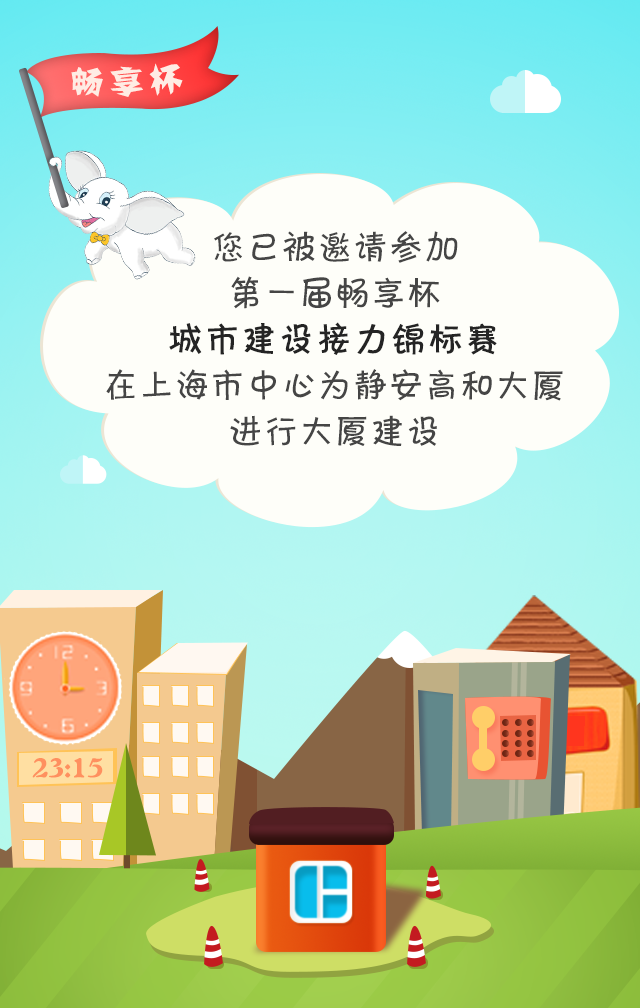 畅享杯
您已被邀请参加
第一届畅享杯
城市建设接力锦标赛
在上海市中心为静安高和大厦
进行大厦建设
12
9
3
6
23:15